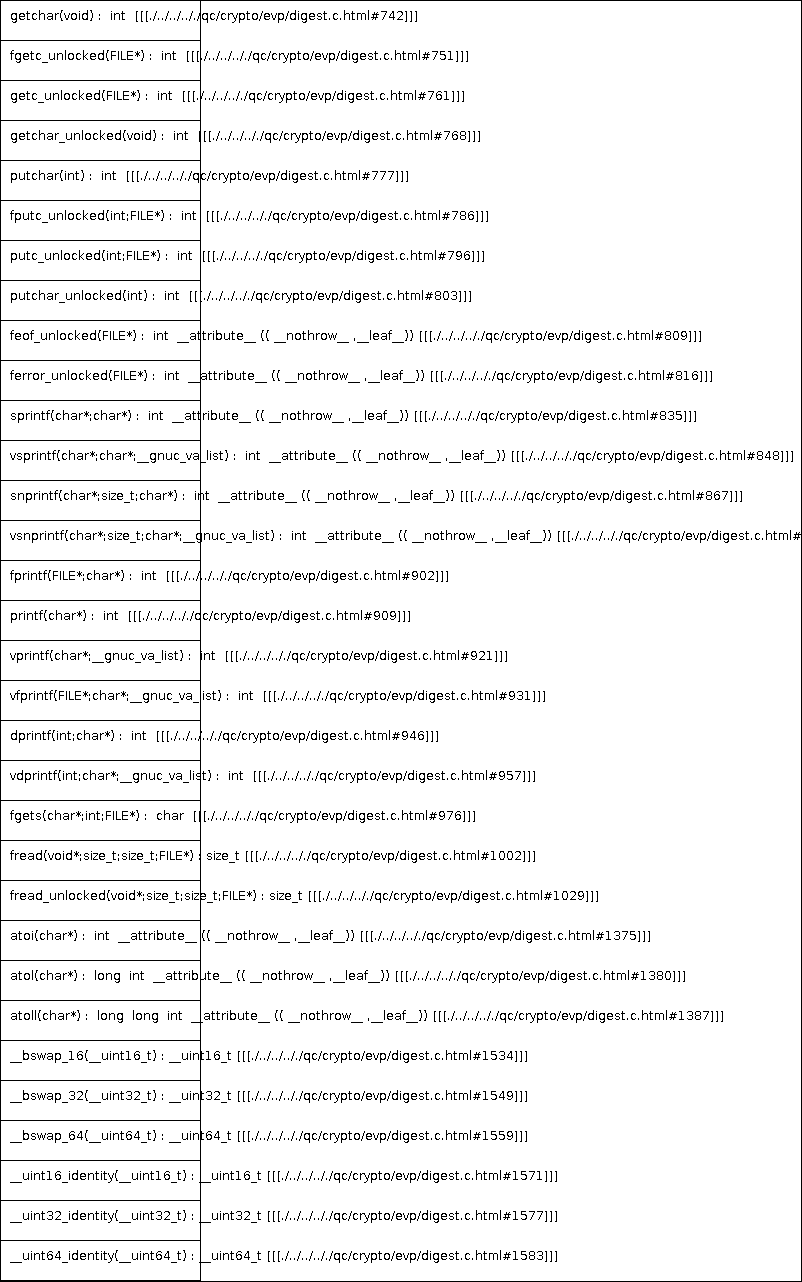 getchar(void) : int [[[./../../././qc/crypto/evp/digest.c.html#742]]]
fgetc_unlocked(FILE*) : int [[[./../../././qc/crypto/evp/digest.c.html#751]]]
getc_unlocked(FILE*) : int [[[./../../././qc/crypto/evp/digest.c.html#761]]]
getchar_unlocked(void) : int [[[./../../././qc/crypto/evp/digest.c.html#768]]]
putchar(int) : int [[[./../../././qc/crypto/evp/digest.c.html#777]]]
fputc_unlocked(int;FILE*) : int [[[./../../././qc/crypto/evp/digest.c.html#786]]]
putc_unlocked(int;FILE*) : int [[[./../../././qc/crypto/evp/digest.c.html#796]]]
putchar_unlocked(int) : int [[[./../../././qc/crypto/evp/digest.c.html#803]]]
feof_unlocked(FILE*) : int __attribute__ (( __nothrow__ ,__leaf__)) [[[./../../././qc/crypto/evp/digest.c.html#809]]]
ferror_unlocked(FILE*) : int __attribute__ (( __nothrow__ ,__leaf__)) [[[./../../././qc/crypto/evp/digest.c.html#816]]]
sprintf(char*;char*) : int __attribute__ (( __nothrow__ ,__leaf__)) [[[./../../././qc/crypto/evp/digest.c.html#835]]]
vsprintf(char*;char*;__gnuc_va_list) : int __attribute__ (( __nothrow__ ,__leaf__)) [[[./../../././qc/crypto/evp/digest.c.html#848]]]
snprintf(char*;size_t;char*) : int __attribute__ (( __nothrow__ ,__leaf__)) [[[./../../././qc/crypto/evp/digest.c.html#867]]]
vsnprintf(char*;size_t;char*;__gnuc_va_list) : int __attribute__ (( __nothrow__ ,__leaf__)) [[[./../../././qc/crypto/evp/digest.c.html#
fprintf(FILE*;char*) : int [[[./../../././qc/crypto/evp/digest.c.html#902]]]
printf(char*) : int [[[./../../././qc/crypto/evp/digest.c.html#909]]]
vprintf(char*;__gnuc_va_list) : int [[[./../../././qc/crypto/evp/digest.c.html#921]]]
vfprintf(FILE*;char*;__gnuc_va_list) : int [[[./../../././qc/crypto/evp/digest.c.html#931]]]
dprintf(int;char*) : int [[[./../../././qc/crypto/evp/digest.c.html#946]]]
vdprintf(int;char*;__gnuc_va_list) : int [[[./../../././qc/crypto/evp/digest.c.html#957]]]
fgets(char*;int;FILE*) : char [[[./../../././qc/crypto/evp/digest.c.html#976]]]
fread(void*;size_t;size_t;FILE*) : size_t [[[./../../././qc/crypto/evp/digest.c.html#1002]]]
fread_unlocked(void*;size_t;size_t;FILE*) : size_t [[[./../../././qc/crypto/evp/digest.c.html#1029]]]
atoi(char*) : int __attribute__ (( __nothrow__ ,__leaf__)) [[[./../../././qc/crypto/evp/digest.c.html#1375]]]
atol(char*) : long int __attribute__ (( __nothrow__ ,__leaf__)) [[[./../../././qc/crypto/evp/digest.c.html#1380]]]
atoll(char*) : long long int __attribute__ (( __nothrow__ ,__leaf__)) [[[./../../././qc/crypto/evp/digest.c.html#1387]]]
__bswap_16(__uint16_t) : __uint16_t [[[./../../././qc/crypto/evp/digest.c.html#1534]]]
__bswap_32(__uint32_t) : __uint32_t [[[./../../././qc/crypto/evp/digest.c.html#1549]]]
__bswap_64(__uint64_t) : __uint64_t [[[./../../././qc/crypto/evp/digest.c.html#1559]]]
__uint16_identity(__uint16_t) : __uint16_t [[[./../../././qc/crypto/evp/digest.c.html#1571]]]
__uint32_identity(__uint32_t) : __uint32_t [[[./../../././qc/crypto/evp/digest.c.html#1577]]]
__uint64_identity(__uint64_t) : __uint64_t [[[./../../././qc/crypto/evp/digest.c.html#1583]]]